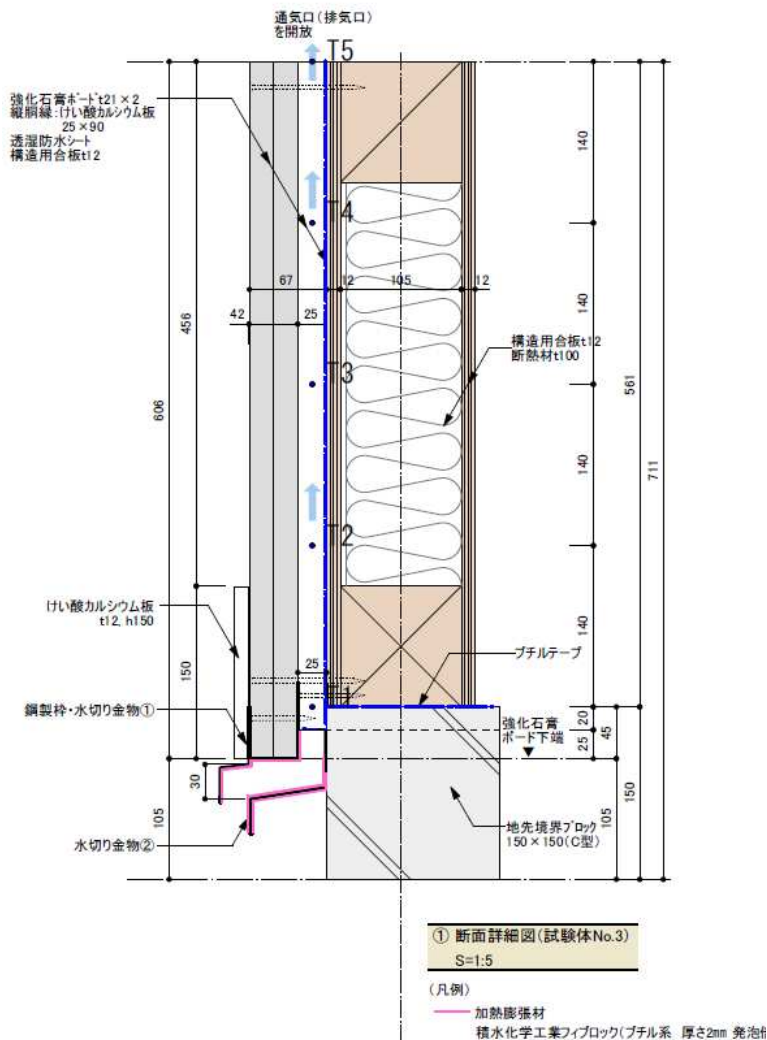 通気口(排気口)
を開放
T5
強化石膏ボードt21×2
縦胴縁:けい酸カルシウム板
25×90
透湿防水シート
構造用合板t12
140
T4
67
12
105
12
42
25
140
456
構造用合板t12
断熱材t100
606
561
T3
711
140
T2
けい酸カルシウム板
t12, h150
140
25
ブチルテープ
150
T1
鋼製枠・水切り金物①
強化石膏
ボード下端
20
25
45
30
150
105
105
地先境界ブロック
150×150(C型)
水切り金物②
① 断面詳細図(試験体No.3)
S=1:5
(凡例)
加熱膨張材
積水化学工業フィブロック(ブチル系 厚さ2mm 発泡